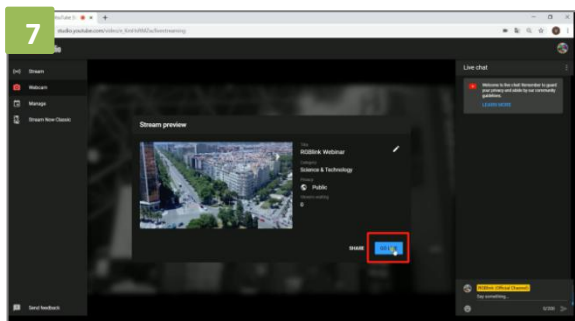 7
studio.youtube.com/video/
Live chat
Stream
Webcam
Manage
Stream Now Classic
Welcome to live chat! Remember to guard
your privacy and abide by our community
guidelines.
LEARN MORE
Stream preview
Title
RGBlink Webinar
Category
Science & Technology
Privacy
Public
Viewers waiting
0
SHARE
RGBlink (Official Channel)
Say something...
0/200
Send feedback